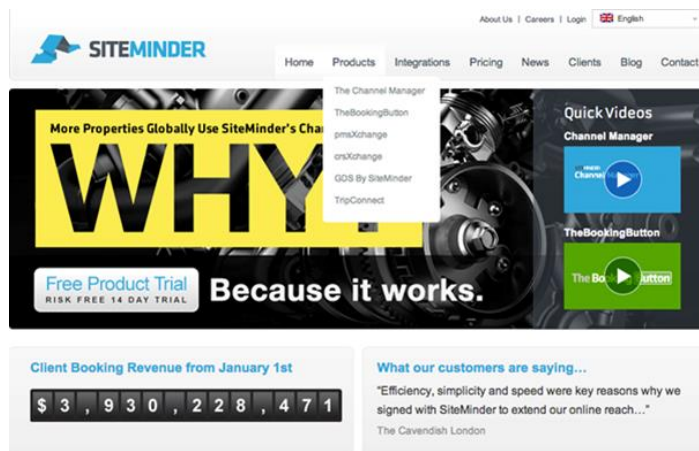 About Us | Careers | Login
English
SITEMINDER
Home Products Integrations Pricing News Clients Blog Contact
The Channel Manager
TheBookingButton
pmsXchange
crsXchange
GDS By SiteMinder
TripConnect
More Properties Globally Use SiteMinder's
WHY
Free Product Trial
RISK FREE 14 DAY TRIAL
Because it works.
Quick Videos
Channel Manager
TheBookingButton
The Button
Client Booking Revenue from January 1st
$3,930,228,471
What our customers are saying...
"Efficiency, simplicity and speed were key reasons why we
signed with SiteMinder to extend our online reach..."
The Cavendish London